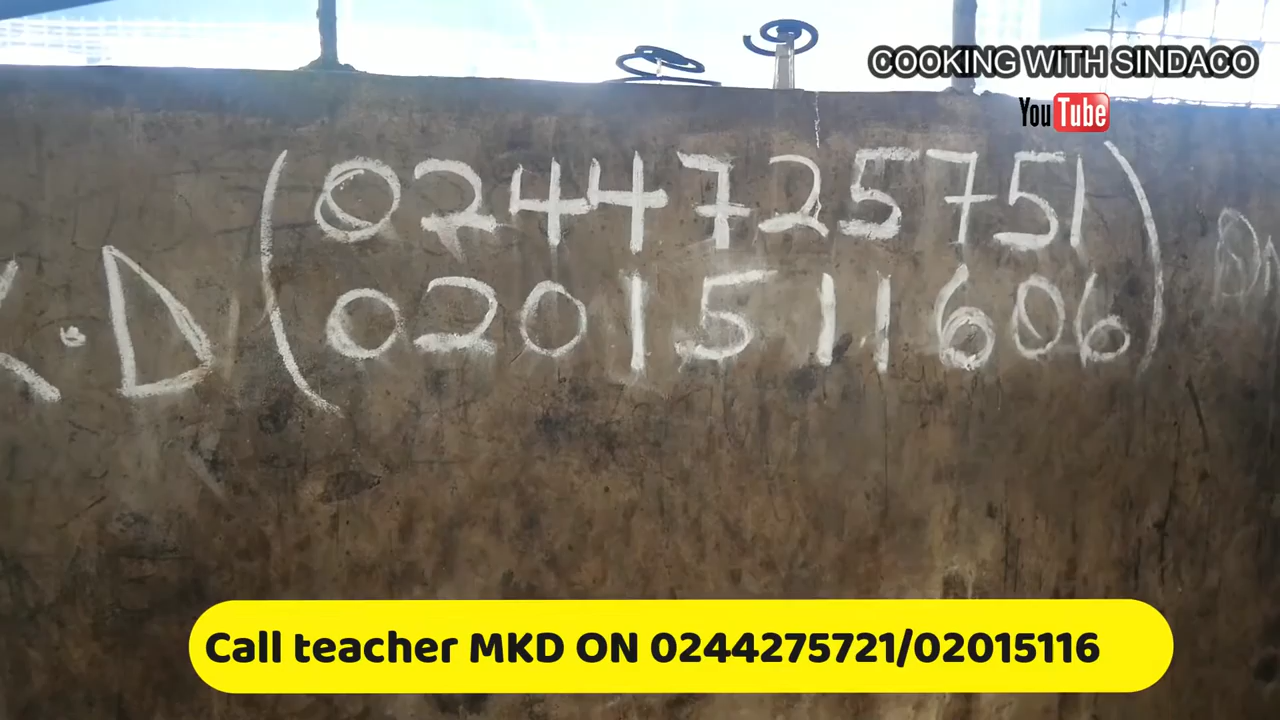 COOKING WITH SINDACO
YouTube
(0244725751
·D
0201511606)
Call teacher MKD ON 0244275721/02015116